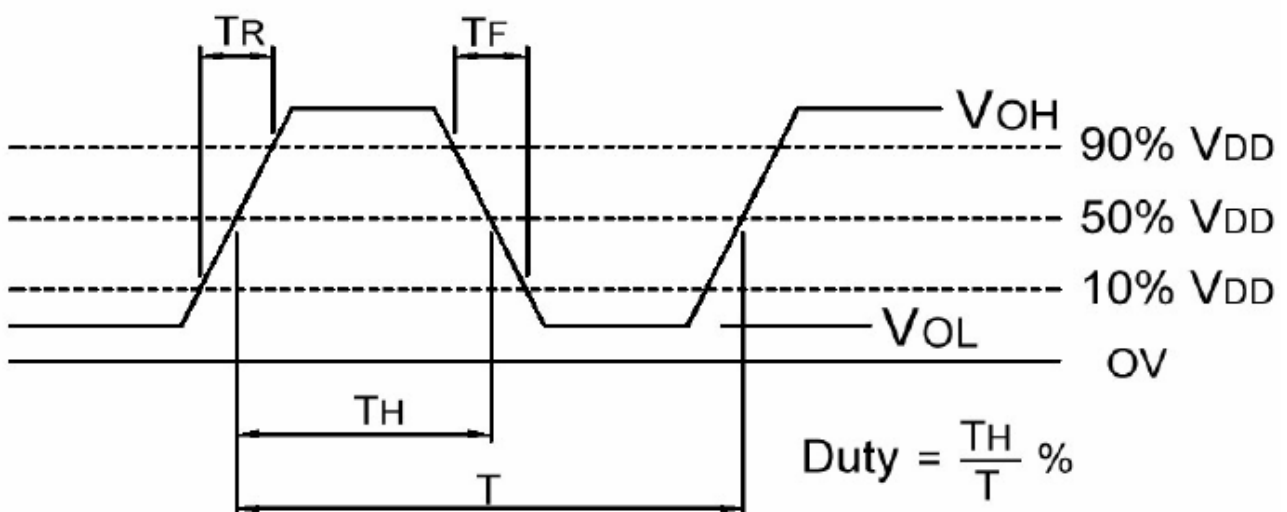 TR
TF
VOH
90% VDD
50% VDD
10% VDD
VOL
OV
TH
Duty = TH/T %
T